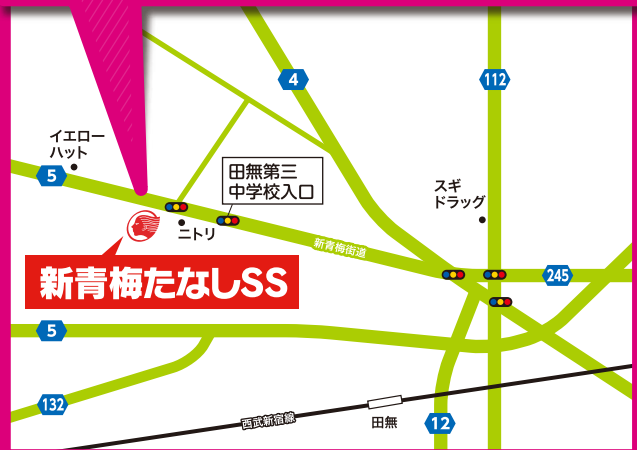 4
112
イエロー
ハット
5
田無第三
中学校入口
スギ
ドラッグ
ニトリ
新青梅街道
新青梅たなしSS
245
5
132
西武新宿線
田無
12